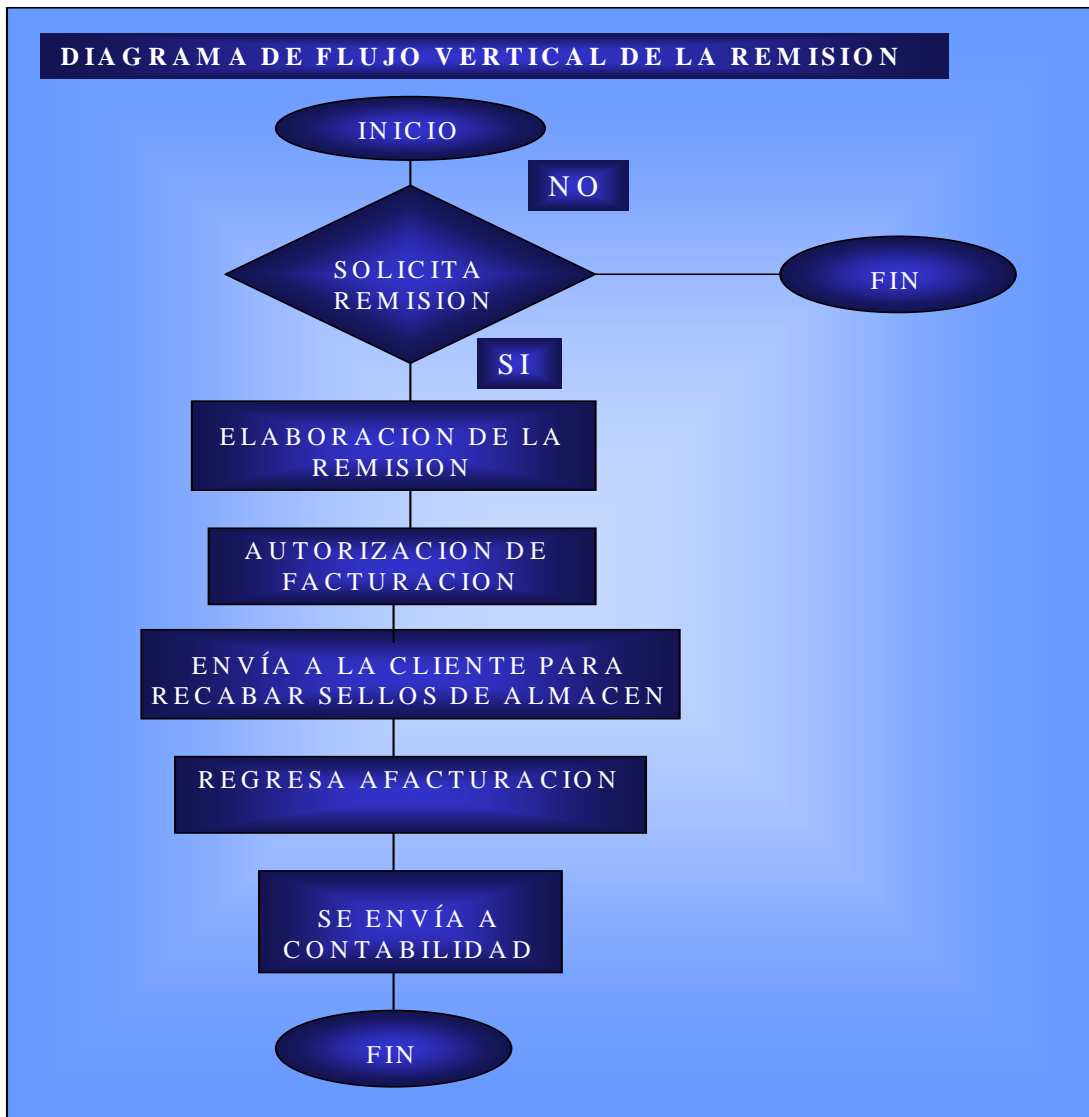 DIAGRAMA DE FLUJO VERTICAL DE LA REMISION
INICIO
NO
SOLICITA
REMISION
FIN
SI
ELABORACION DE LA
REMISION
AUTORIZACION DE
FACTURACION
ENVÍA A LA CLIENTE PARA
RECABAR SELLOS DE ALMACEN
REGRESA AFACTURACION
SE ENVÍA A
CONTABILIDAD
FIN